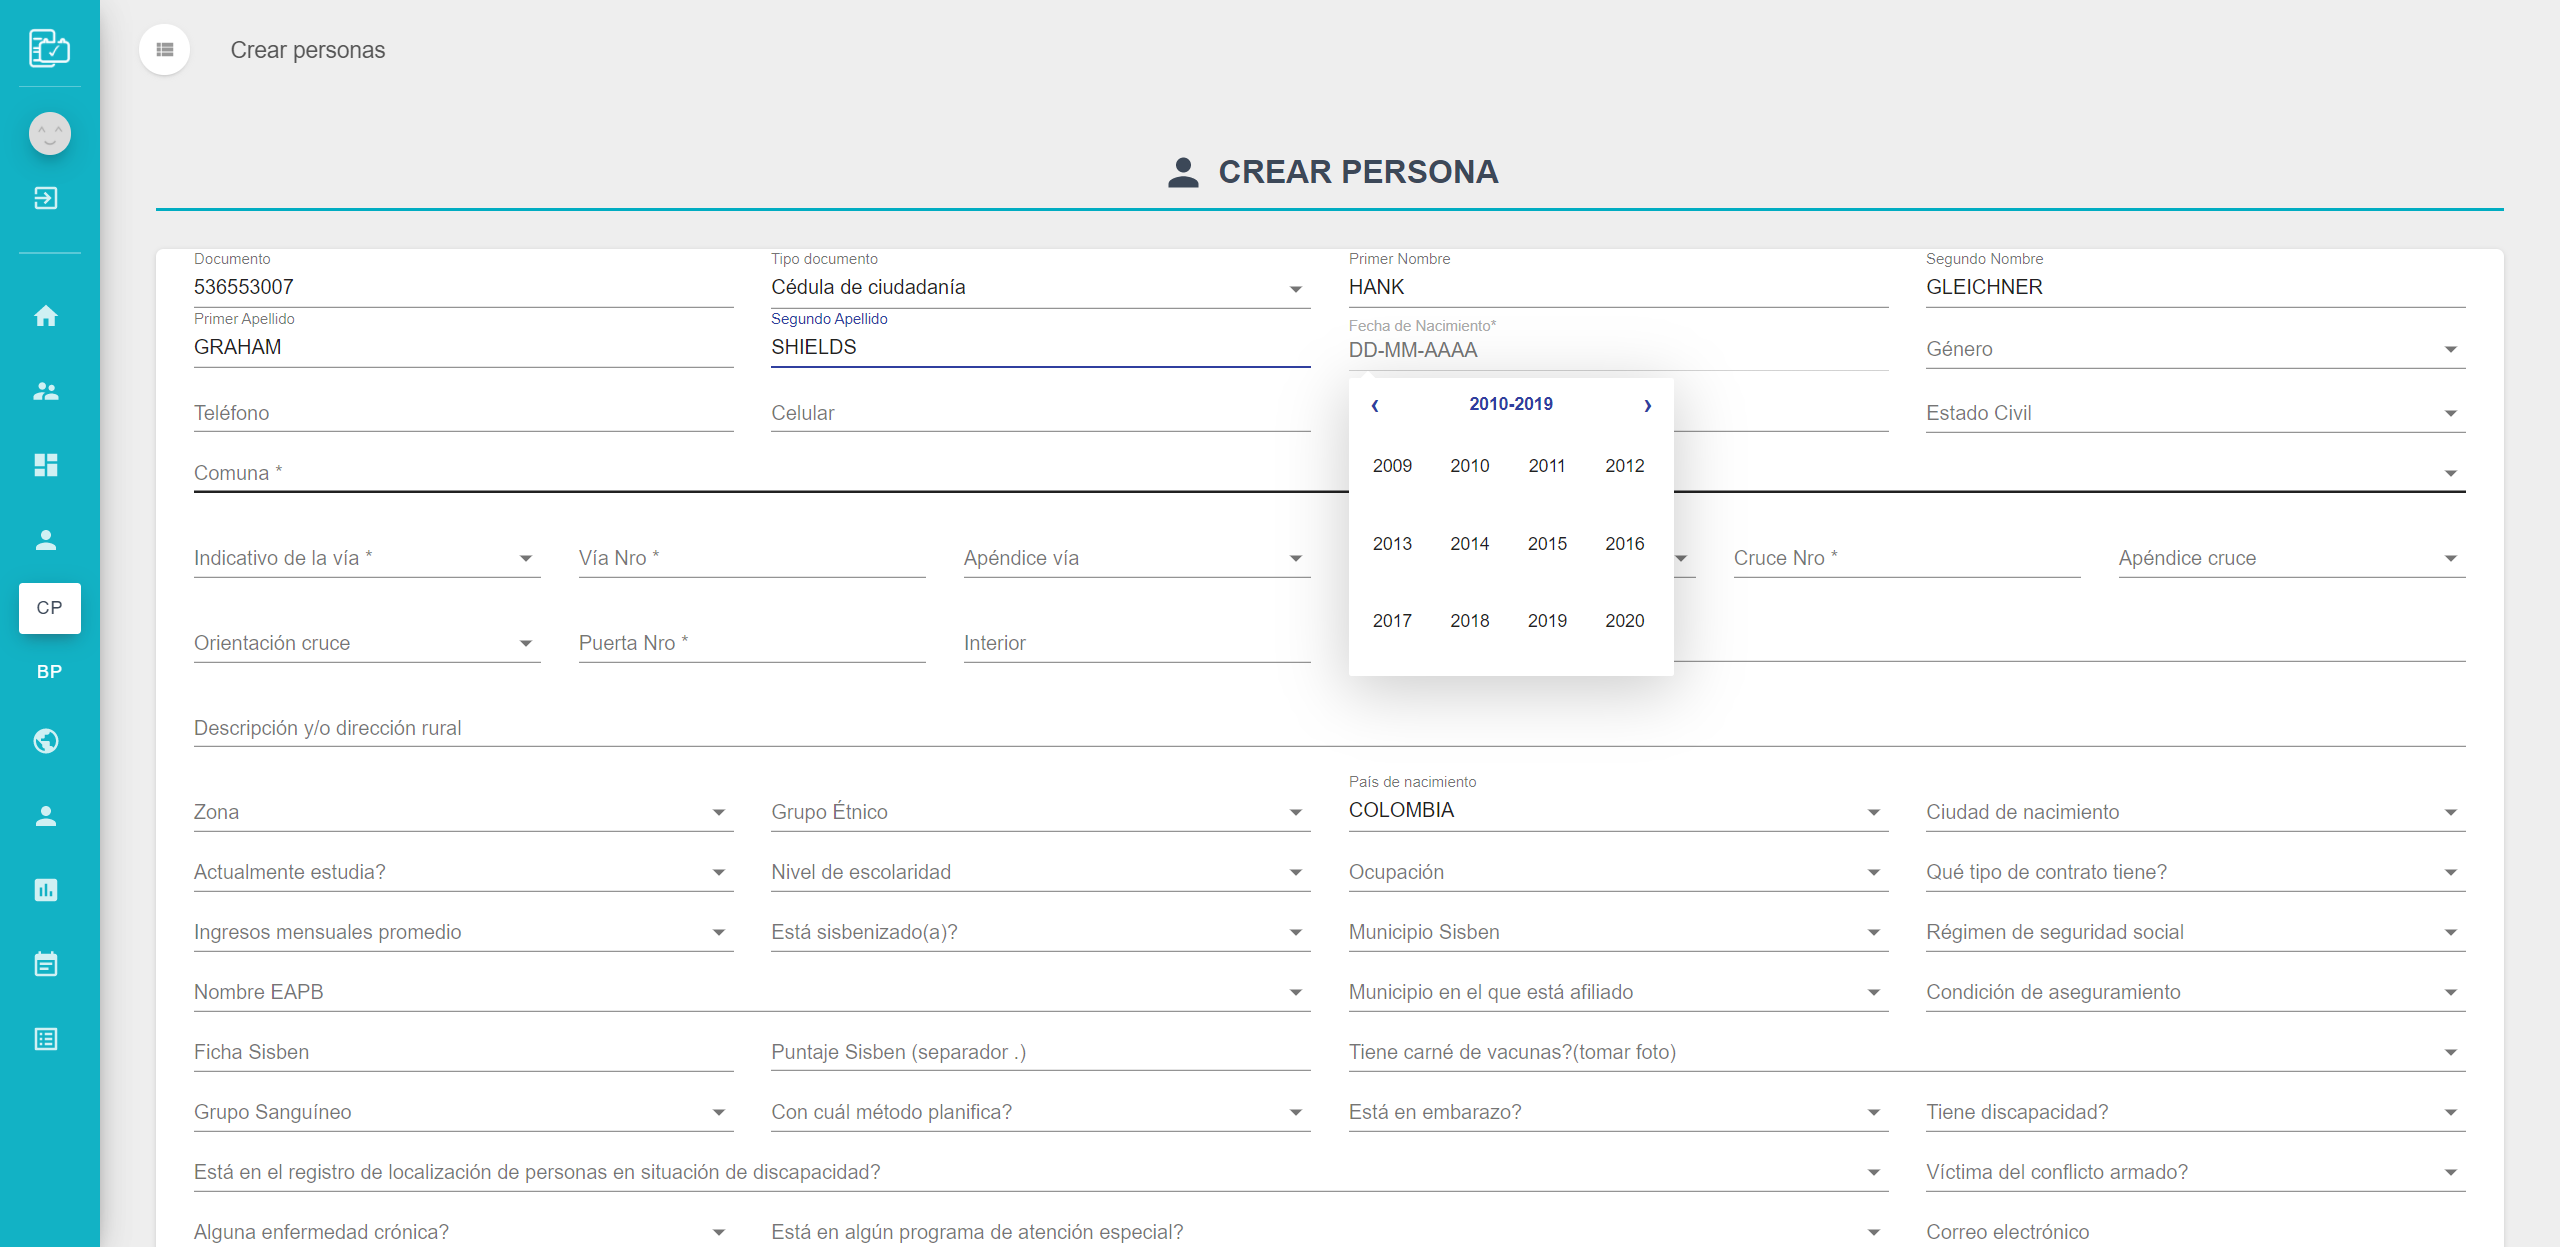 Crear personas
CREAR PERSONA
Documento
536553007
Tipo documento
Cédula de ciudadanía
Primer Nombre
HANK
Segundo Nombre
GLEICHNER
Primer Apellido
GRAHAM
Segundo Apellido
SHIELDS
Fecha de Nacimiento*
DD-MM-AAAA
Género
Teléfono
Celular
Estado Civil
‹ 2010-2019 ›
2009 2010 2011 2012
2013 2014 2015 2016
2017 2018 2019 2020
Comuna *
Indicativo de la vía *
Vía Nro *
Apéndice vía
Cruce Nro *
Apéndice cruce
CP
Orientación cruce
Puerta Nro *
Interior
BP
Descripción y/o dirección rural
Zona
Grupo Étnico
País de nacimiento
COLOMBIA
Ciudad de nacimiento
Actualmente estudia?
Nivel de escolaridad
Ocupación
Qué tipo de contrato tiene?
Ingresos mensuales promedio
Está sisbenizado(a)?
Municipio Sisben
Régimen de seguridad social
Nombre EAPB
Municipio en el que está afiliado
Condición de aseguramiento
Ficha Sisben
Puntaje Sisben (separador .)
Tiene carné de vacunas?(tomar foto)
Grupo Sanguíneo
Con cuál método planifica?
Está en embarazo?
Tiene discapacidad?
Está en el registro de localización de personas en situación de discapacidad?
Víctima del conflicto armado?
Alguna enfermedad crónica?
Está en algún programa de atención especial?
Correo electrónico